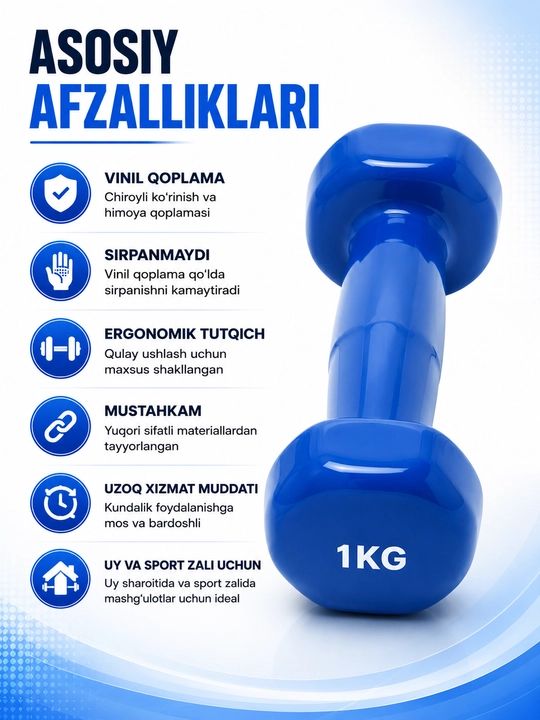 ASOSIY
AFZALLIKLARI
VINIL QOPLAMA
Chiroyli ko‘rinish va
himoya qoplamasi
SIRPANMAYDI
Vinil qoplama qo‘lda
sirpanishni kamaytiradi
ERGONOMIK TUTQICH
Qulay ushlash uchun
maxsus shakllangan
MUSTAHKAM
Yuqori sifatli materiallardan
tayyorlangan
UZOQ XIZMAT MUDDATI
Kundalik foydalanishga
mos va bardoshli
UY VA SPORT ZALI UCHUN
Uy sharoitida va sport zalida
mashg‘ulotlar uchun ideal
1KG